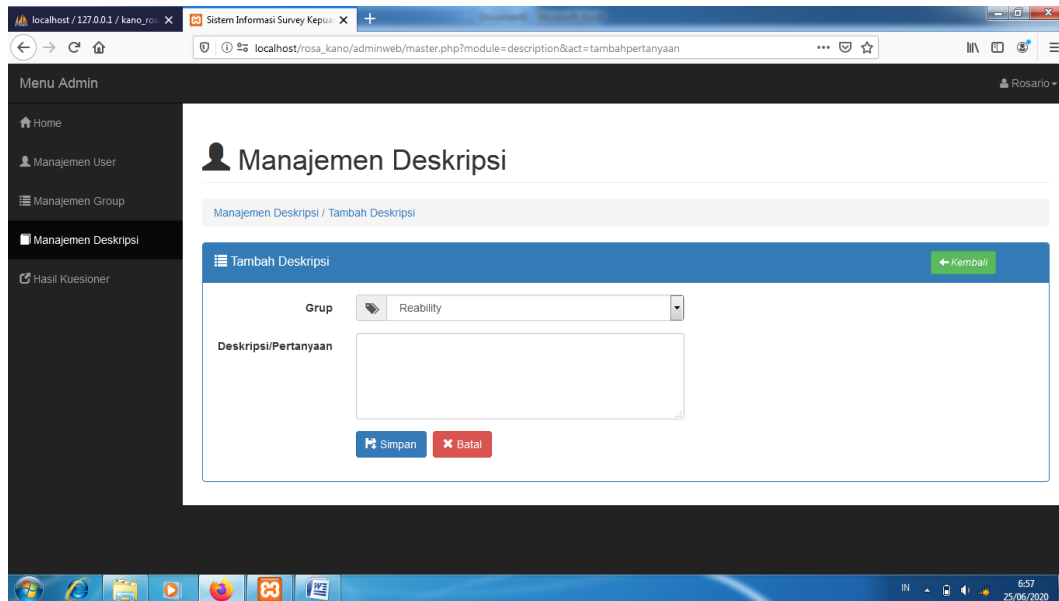 localhost / 127.0.0.1 / kano_ros
Sistem Informasi Survey Kepua
localhost/rosa_kano/adminweb/master.php?module=description&act=tambahpertanyaan
Menu Admin
Rosario
Home
Manajemen User
Manajemen Group
Manajemen Deskripsi
Hasil Kuesioner
Manajemen Deskripsi
Manajemen Deskripsi / Tambah Deskripsi
Tambah Deskripsi
Kembali
Grup
Reability
Deskripsi/Pertanyaan
Simpan
Batal
IN
6:57
25/06/2020